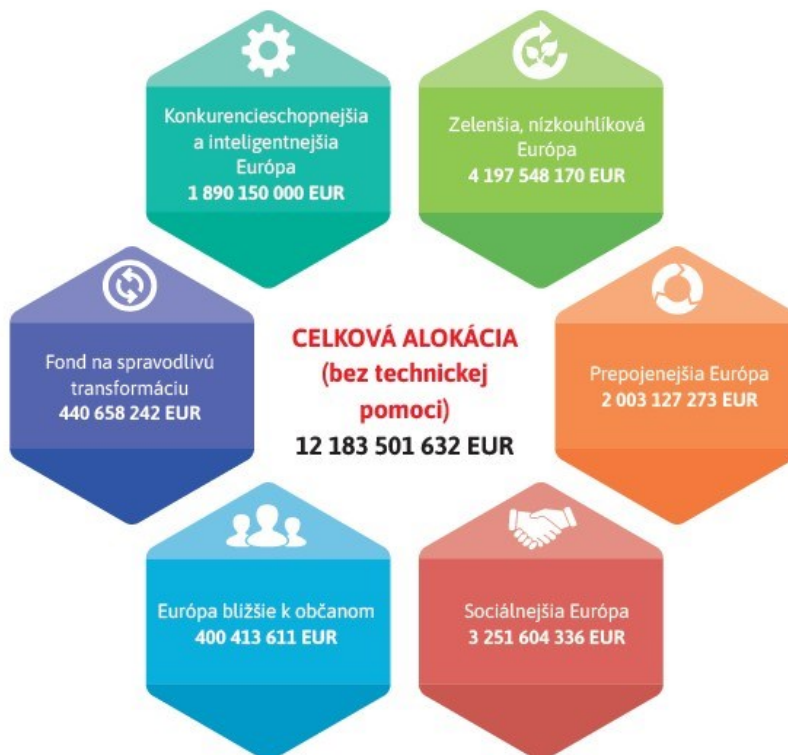 Konkurencieschopnejšia
a inteligentnejšia
Európa
1 890 150 000 EUR
Zelenšia, nízkouhlíková
Európa
4 197 548 170 EUR
Fond na spravodlivú
transformáciu
440 658 242 EUR
CELKOVÁ ALOKÁCIA
(bez technickej
pomoci)
12 183 501 632 EUR
Prepojenejšia Európa
2 003 127 273 EUR
Európa bližšie k občanom
400 413 611 EUR
Sociálnejšia Európa
3 251 604 336 EUR